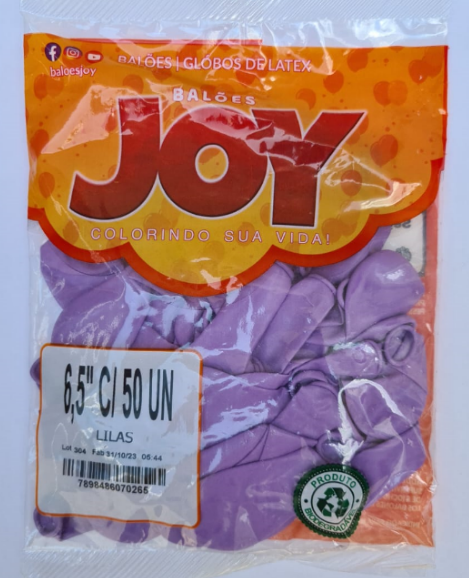 baloesjoy
BALÕES | GLOBOS DE LATEX
BALÕES
JOY
COLORINDO SUA VIDA!
6,5" C/ 50 UN
LILAS
Lot 304 Fab 31/10/23 06:44
7898486070265
PRODUTO
BIODEGRADÁVEL